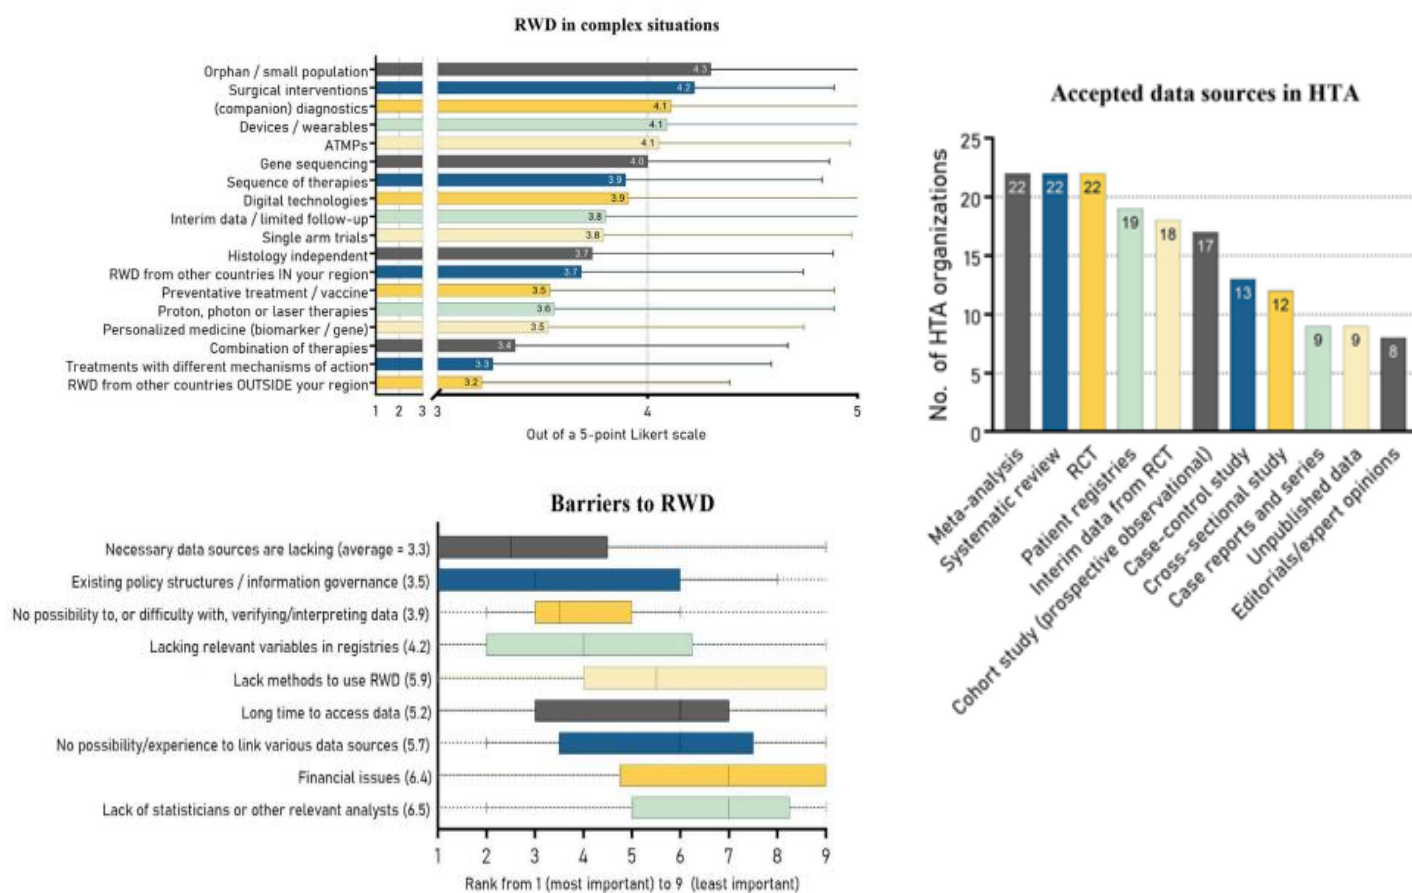 RWD in complex situations
Orphan / small population 4.3
Surgical interventions 4.2
(companion) diagnostics 4.1
Devices / wearables 4.1
ATMPs 4.1
Gene sequencing 4.0
Sequence of therapies 3.9
Digital technologies 3.9
Interim data / limited follow-up 3.8
Single arm trials 3.8
Histology independent 3.7
RWD from other countries IN your region 3.7
Preventative treatment / vaccine 3.5
Proton, photon or laser therapies 3.6
Personalized medicine (biomarker / gene) 3.5
Combination of therapies 3.4
Treatments with different mechanisms of action 3.3
RWD from other countries OUTSIDE your region 3.2
1 2 3 3 4 5
Out of a 5-point Likert scale
Accepted data sources in HTA
No. of HTA organizations
25
20
15
10
5
0
22 22 22 19 18 17 13 12 9 9 8
Meta-analysis
Systematic review
RCT
Patient registries
Interim data from RCT
Cohort study (prospective observational)
Case-control study
Cross-sectional study
Case reports and series
Unpublished data
Editorials/expert opinions
Barriers to RWD
Necessary data sources are lacking (average = 3.3)
Existing policy structures / information governance (3.5)
No possibility to, or difficulty with, verifying/interpreting data (3.9)
Lacking relevant variables in registries (4.2)
Lack methods to use RWD (5.9)
Long time to access data (5.2)
No possibility/experience to link various data sources (5.7)
Financial issues (6.4)
Lack of statisticians or other relevant analysts (6.5)
1 2 3 4 5 6 7 8 9
Rank from 1 (most important) to 9 (least important)